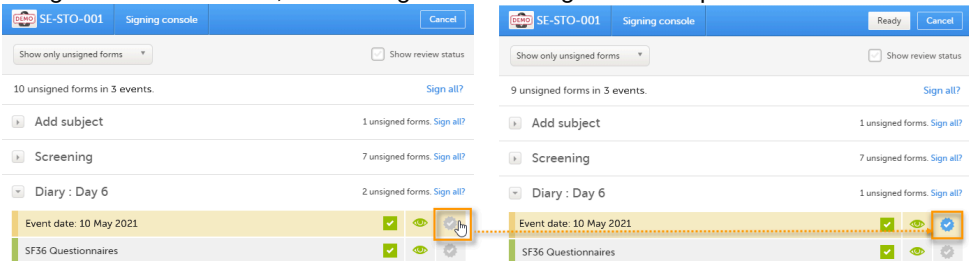 DEMO SE-STO-001 Signing console Cancel
Show only unsigned forms Show review status
10 unsigned forms in 3 events. Sign all?
Add subject 1 unsigned forms. Sign all?
Screening 7 unsigned forms. Sign all?
Diary : Day 6 2 unsigned forms. Sign all?
Event date: 10 May 2021
SF36 Questionnaires
DEMO SE-STO-001 Signing console Ready Cancel
Show only unsigned forms Show review status
9 unsigned forms in 3 events. Sign all?
Add subject 1 unsigned forms. Sign all?
Screening 7 unsigned forms. Sign all?
Diary : Day 6 1 unsigned forms. Sign all?
Event date: 10 May 2021
SF36 Questionnaires